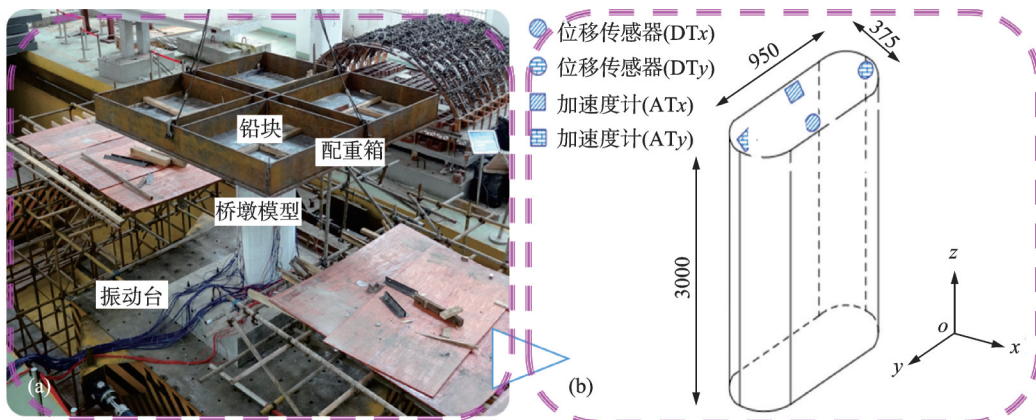 铅块
配重箱
桥墩模型
振动台
(a)
位移传感器(DTx)
位移传感器(DTy)
加速度计(ATx)
加速度计(ATy)
950
375
3000
z
o
x
y
(b)